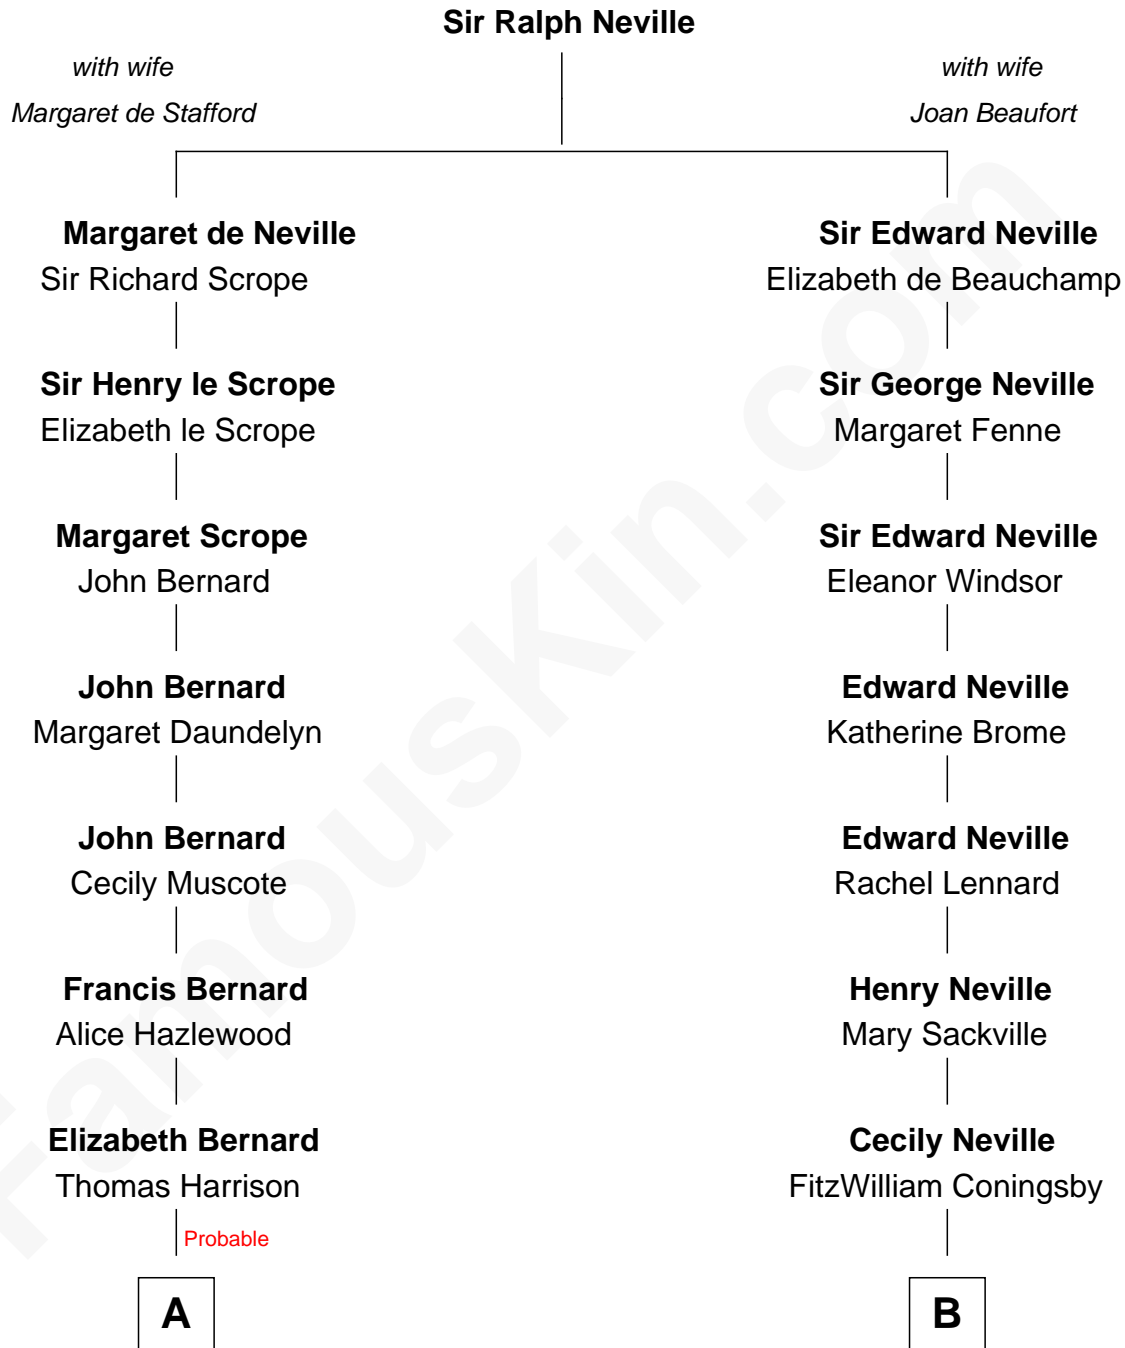 Sir Ralph Neville
with wife
Margaret de Stafford
with wife
Joan Beaufort
Margaret de Neville
Sir Richard Scrope
Sir Edward Neville
Elizabeth de Beauchamp
Sir Henry le Scrope
Elizabeth le Scrope
Sir George Neville
Margaret Fenne
Margaret Scrope
John Bernard
Sir Edward Neville
Eleanor Windsor
John Bernard
Margaret Daundelyn
Edward Neville
Katherine Brome
John Bernard
Cecily Muscote
Edward Neville
Rachel Lennard
Francis Bernard
Alice Hazlewood
Henry Neville
Mary Sackville
Elizabeth Bernard
Thomas Harrison
Probable
Cecily Neville
FitzWilliam Coningsby
A
B
FamousKin.com